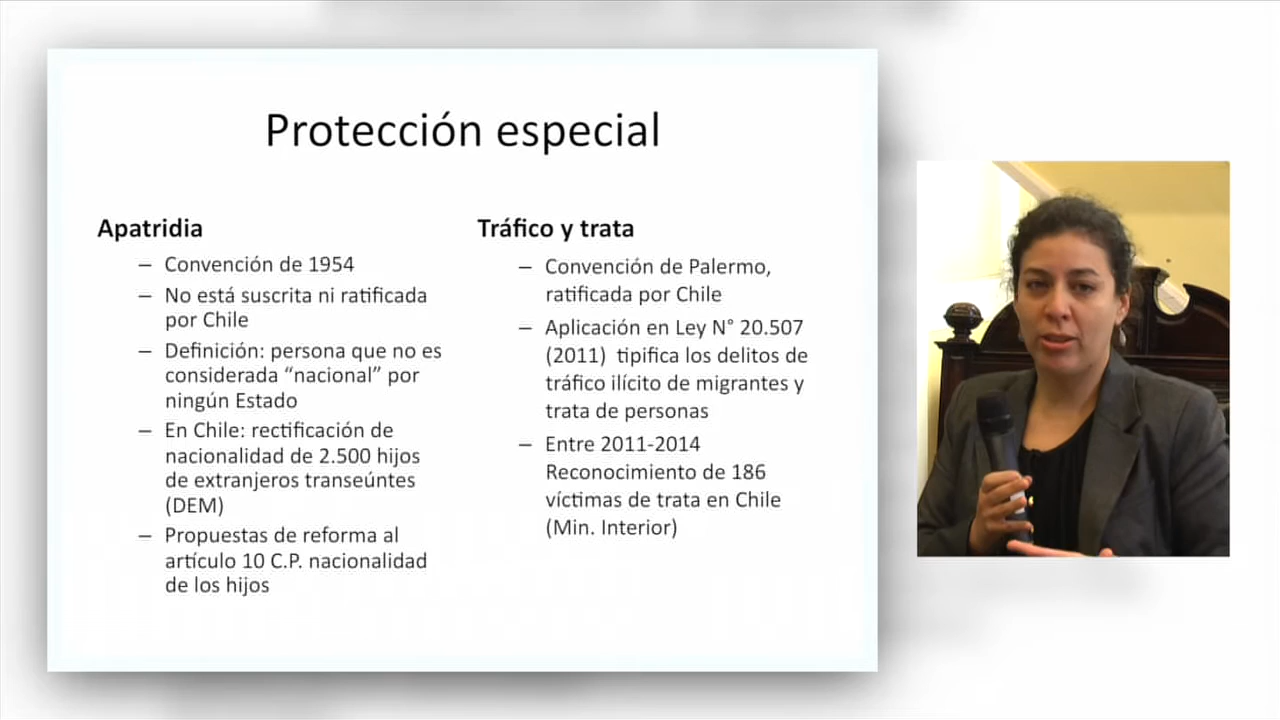 Protección especial
Apatridia
– Convención de 1954
– No está suscrita ni ratificada
por Chile
– Definición: persona que no es
considerada “nacional” por
ningún Estado
– En Chile: rectificación de
nacionalidad de 2.500 hijos
de extranjeros transeúntes
(DEM)
– Propuestas de reforma al
artículo 10 C.P. nacionalidad
de los hijos
Tráfico y trata
– Convención de Palermo,
ratificada por Chile
– Aplicación en Ley N° 20.507
(2011) tipifica los delitos de
tráfico ilícito de migrantes y
trata de personas
– Entre 2011-2014
Reconocimiento de 186
víctimas de trata en Chile
(Min. Interior)